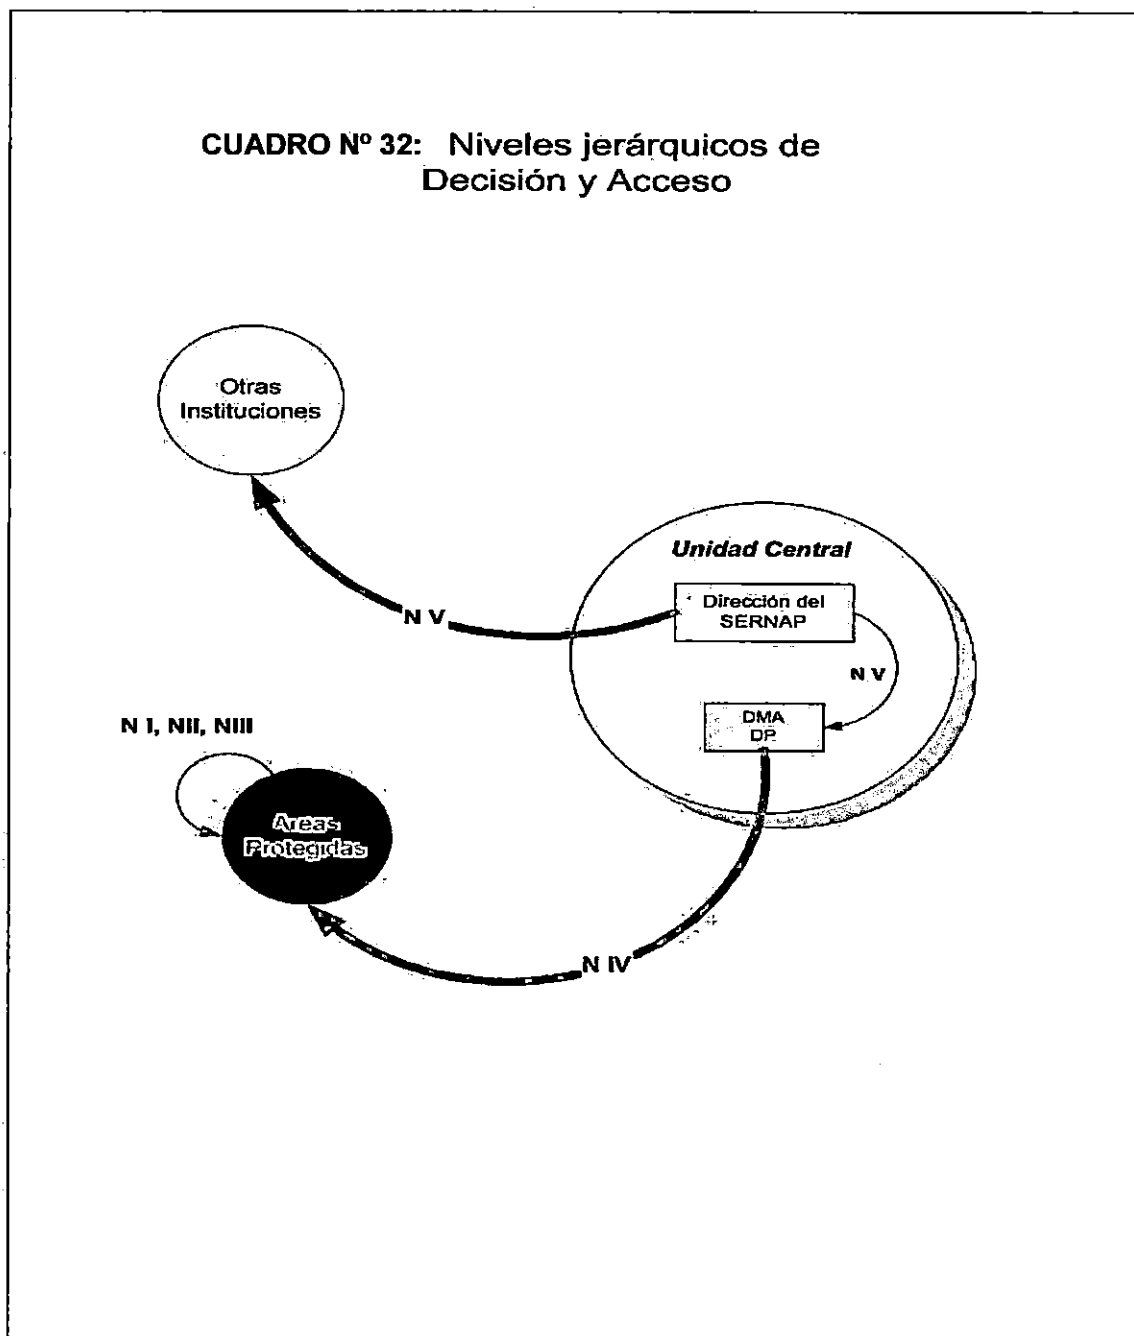 CUADRO Nº 32: Niveles jerárquicos de
Decisión y Acceso
Otras
Instituciones
Unidad Central
Dirección del
SERNAP
N V
N V
DMA
DP
N I, NII, NIII
Areas
Protegidas
N IV